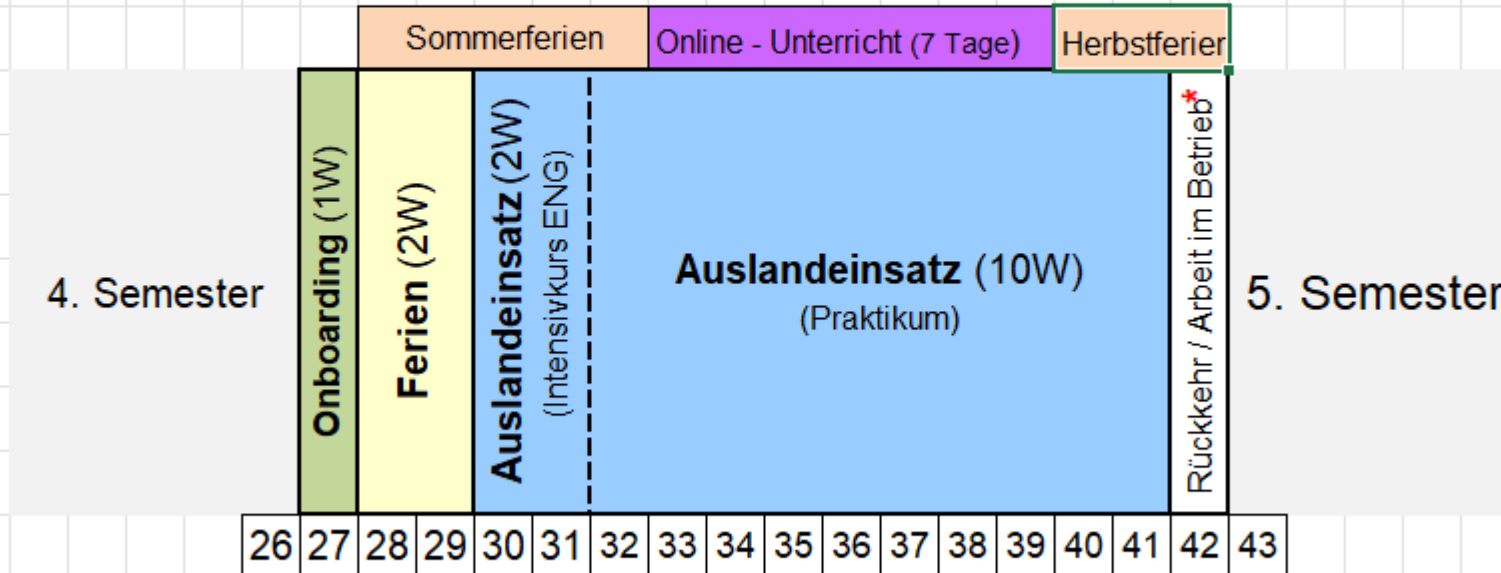 Sommerferien
Online - Unterricht (7 Tage)
Herbstferier
4. Semester
Onboarding (1W)
Ferien (2W)
Auslandeinsatz (2W)
(Intensivkurs ENG)
Auslandeinsatz (10W)
(Praktikum)
Rückkehr / Arbeit im Betrieb*
5. Semester
26 27 28 29 30 31 32 33 34 35 36 37 38 39 40 41 42 43